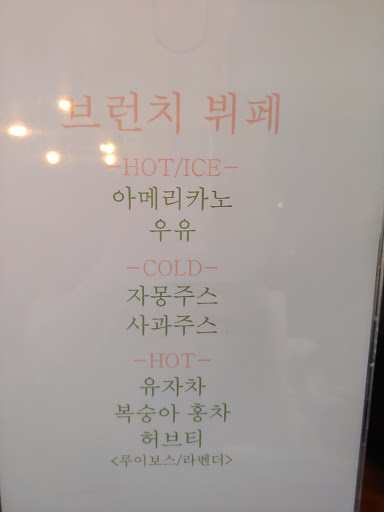 브런치 뷔페
-HOT/ICE-
아메리카노
우유
-COLD-
자몽주스
사과주스
-HOT-
유자차
복숭아 홍차
허브티
<루이보스/라벤더>